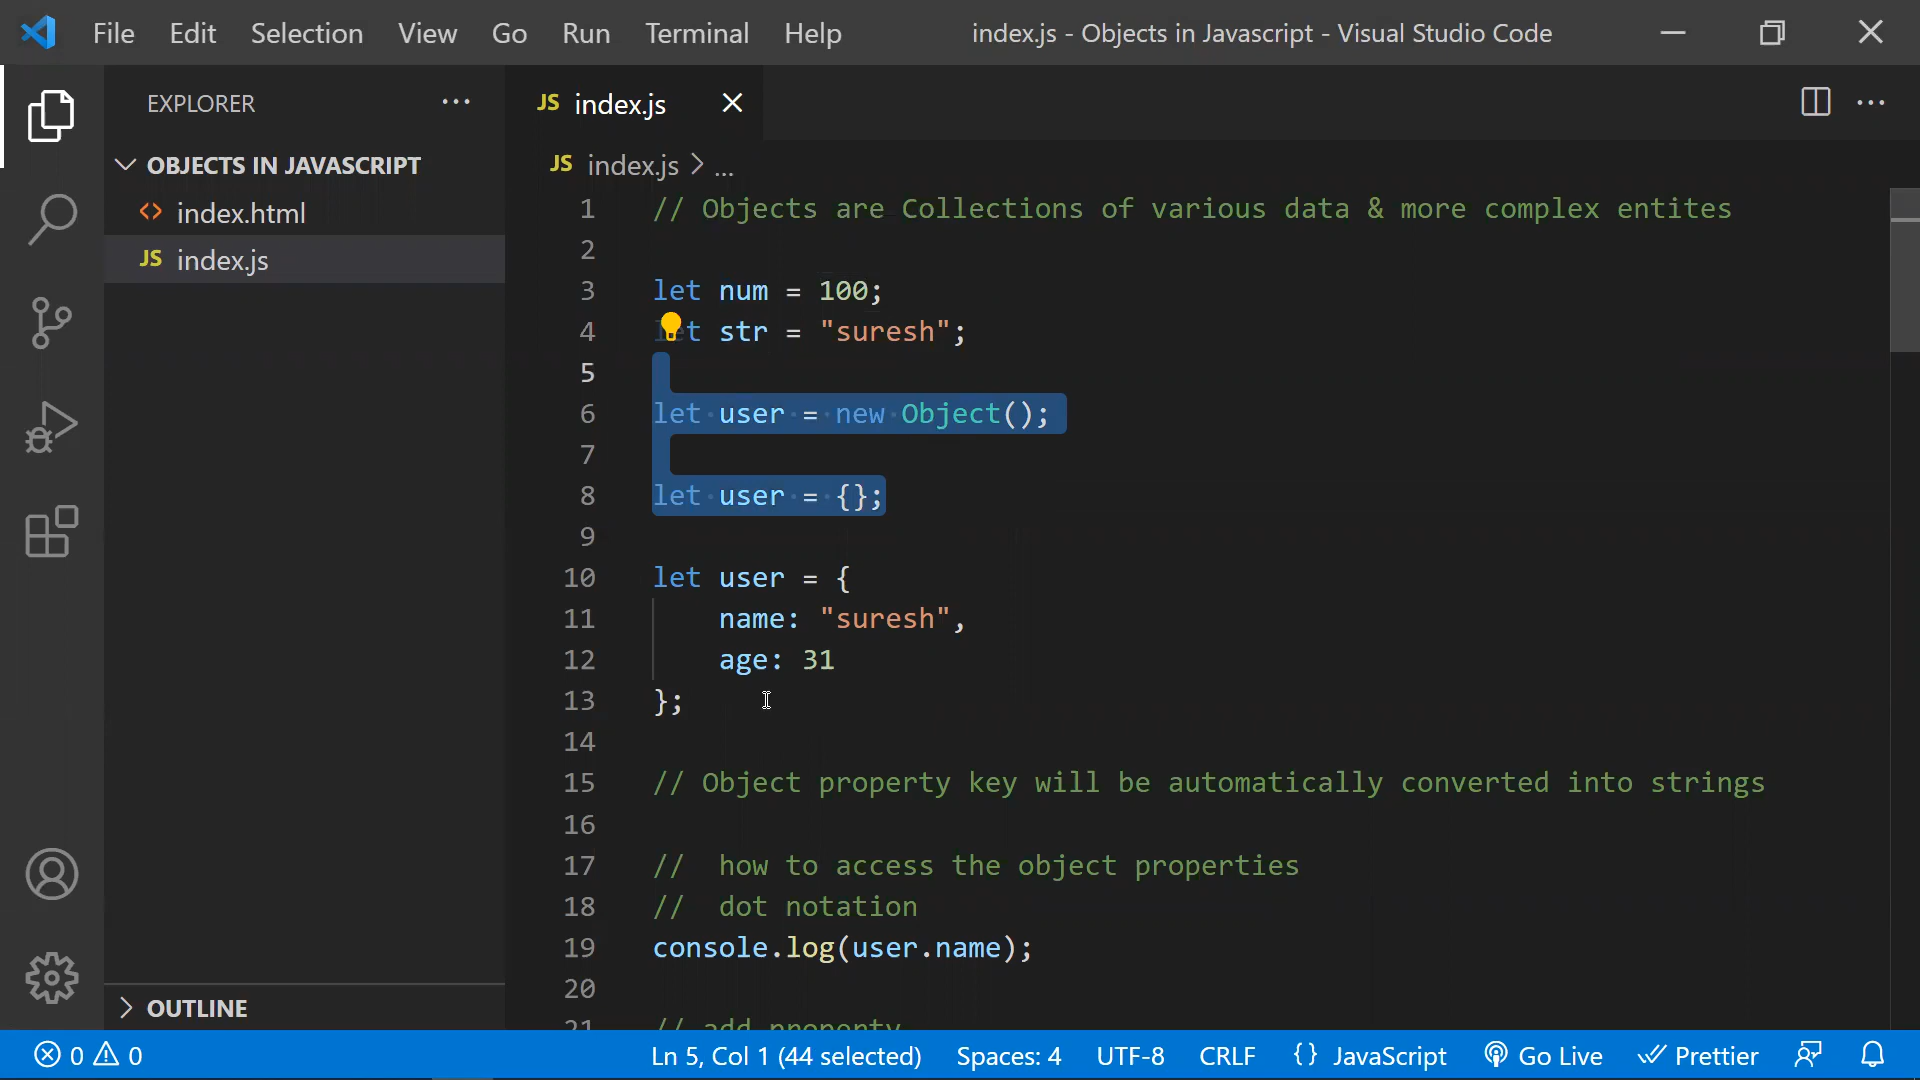 File Edit Selection View Go Run Terminal Help index.js - Objects in Javascript - Visual Studio Code
EXPLORER
OBJECTS IN JAVASCRIPT
<> index.html
JS index.js
OUTLINE
JS index.js
JS index.js > ...
1 // Objects are Collections of various data & more complex entites
2
3 let num = 100;
4 let str = "suresh";
5
6 let user = new Object();
7
8 let user = {};
9
10 let user = {
11 name: "suresh",
12 age: 31
13 };
14
15 // Object property key will be automatically converted into strings
16
17 // how to access the object properties
18 // dot notation
19 console.log(user.name);
20
21 // add property
0 0 Ln 5, Col 1 (44 selected) Spaces: 4 UTF-8 CRLF {} JavaScript Go Live Prettier